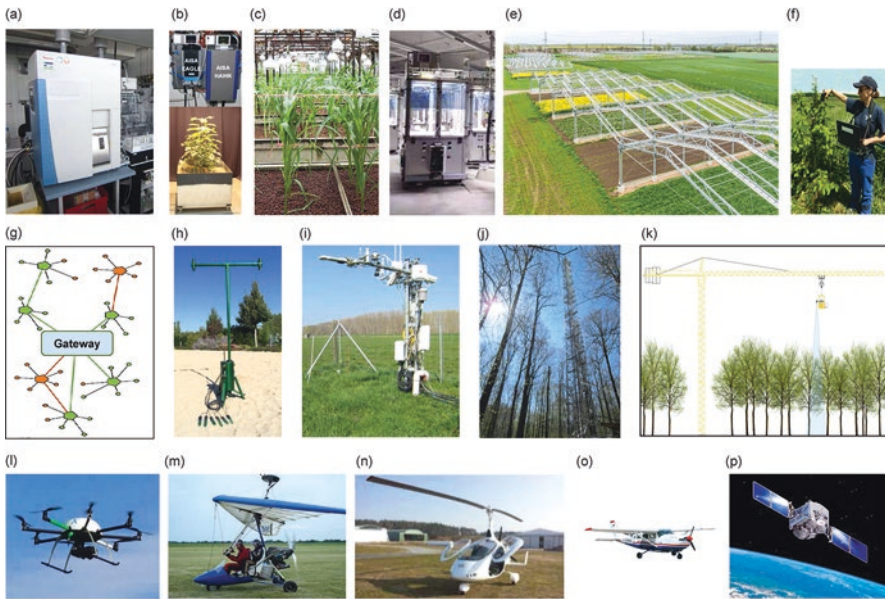 (a)
(b)
(c)
(d)
(e)
(f)
AISA
EAGLE
AISA
HAWK
(g)
(h)
(i)
(j)
(k)
Gateway
(l)
(m)
(n)
(o)
(p)